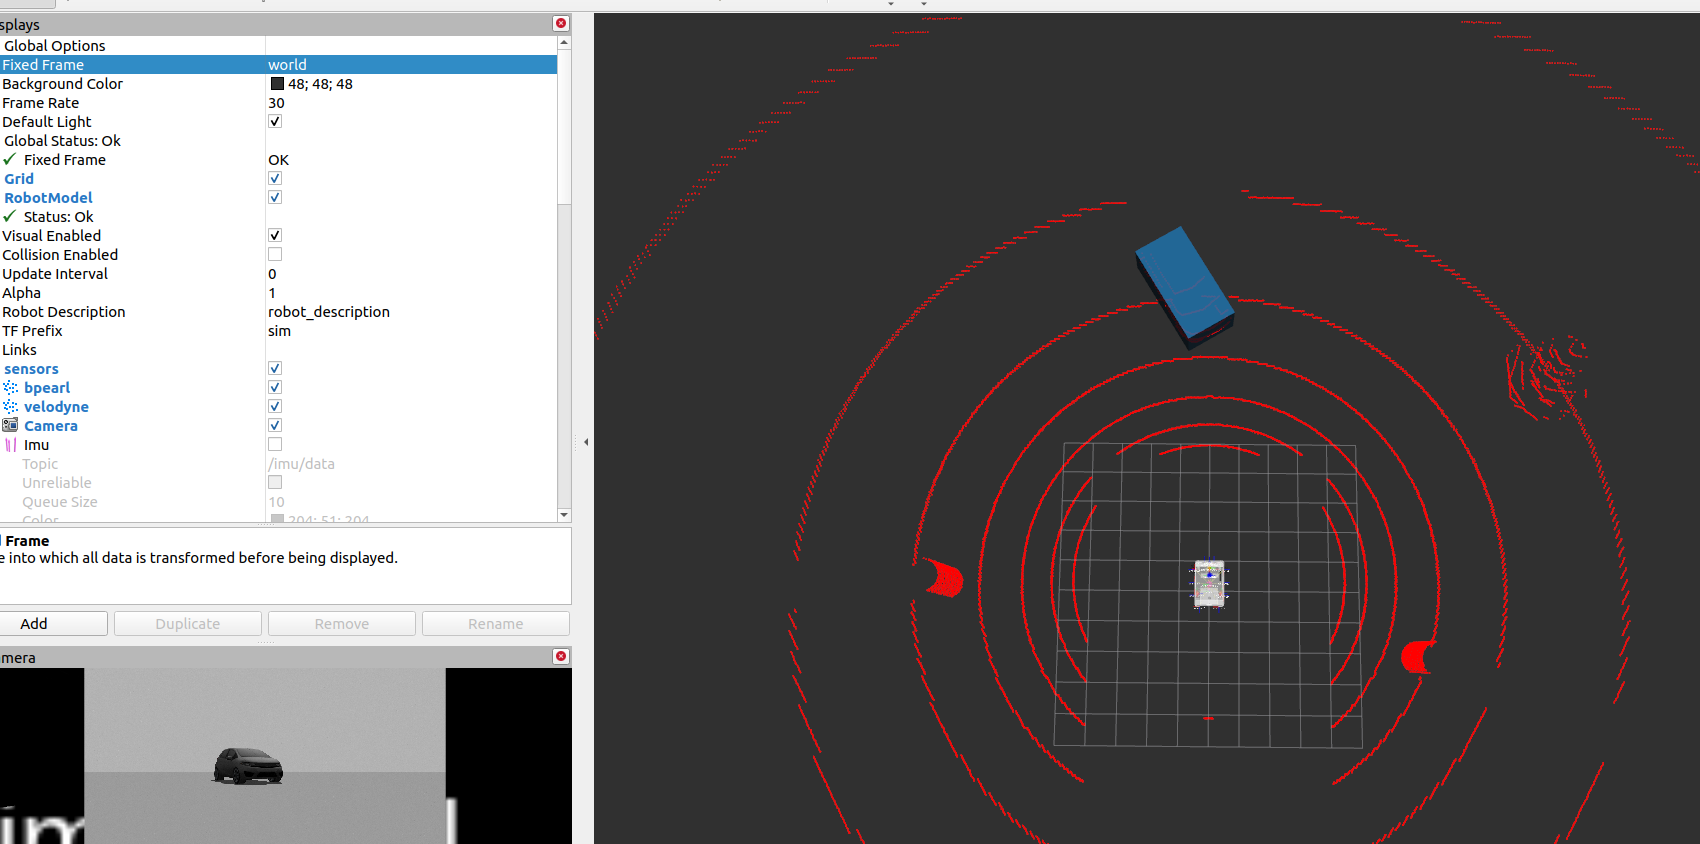 splays
Global Options
Fixed Frame world
Background Color 48; 48; 48
Frame Rate 30
Default Light
Global Status: Ok
Fixed Frame OK
Grid
RobotModel
Status: Ok
Visual Enabled
Collision Enabled
Update Interval 0
Alpha 1
Robot Description robot_description
TF Prefix sim
Links
sensors
bpearl
velodyne
Camera
Imu
Topic /imu/data
Unreliable
Queue Size 10
Color 204; 51; 204
l Frame
e into which all data is transformed before being displayed.
Add Duplicate Remove Rename
mera
im